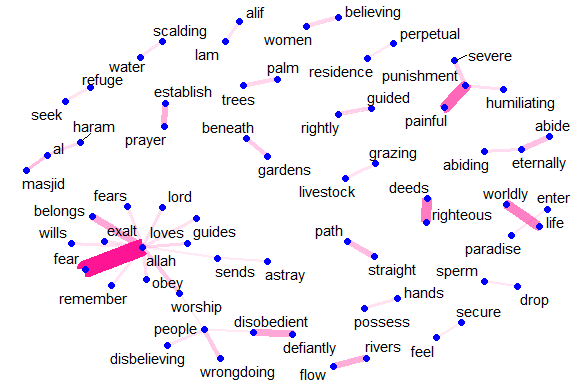 alif
believing
scalding
lam
women
perpetual
water
palm
residence
severe
refuge
punishment
establish
trees
guided
humiliating
seek
haram
prayer
beneath
rightly
painful
abide
al
grazing
abiding
eternally
masjid
gardens
livestock
deeds
worldly
enter
fears
lord
belongs
righteous
life
wills
exalt
loves
guides
path
paradise
fear
allah
straight
sperm
sends
astray
remember
obey
hands
drop
worship
possess
secure
people
disobedient
disbelieving
defiantly
feel
wrongdoing
rivers
flow